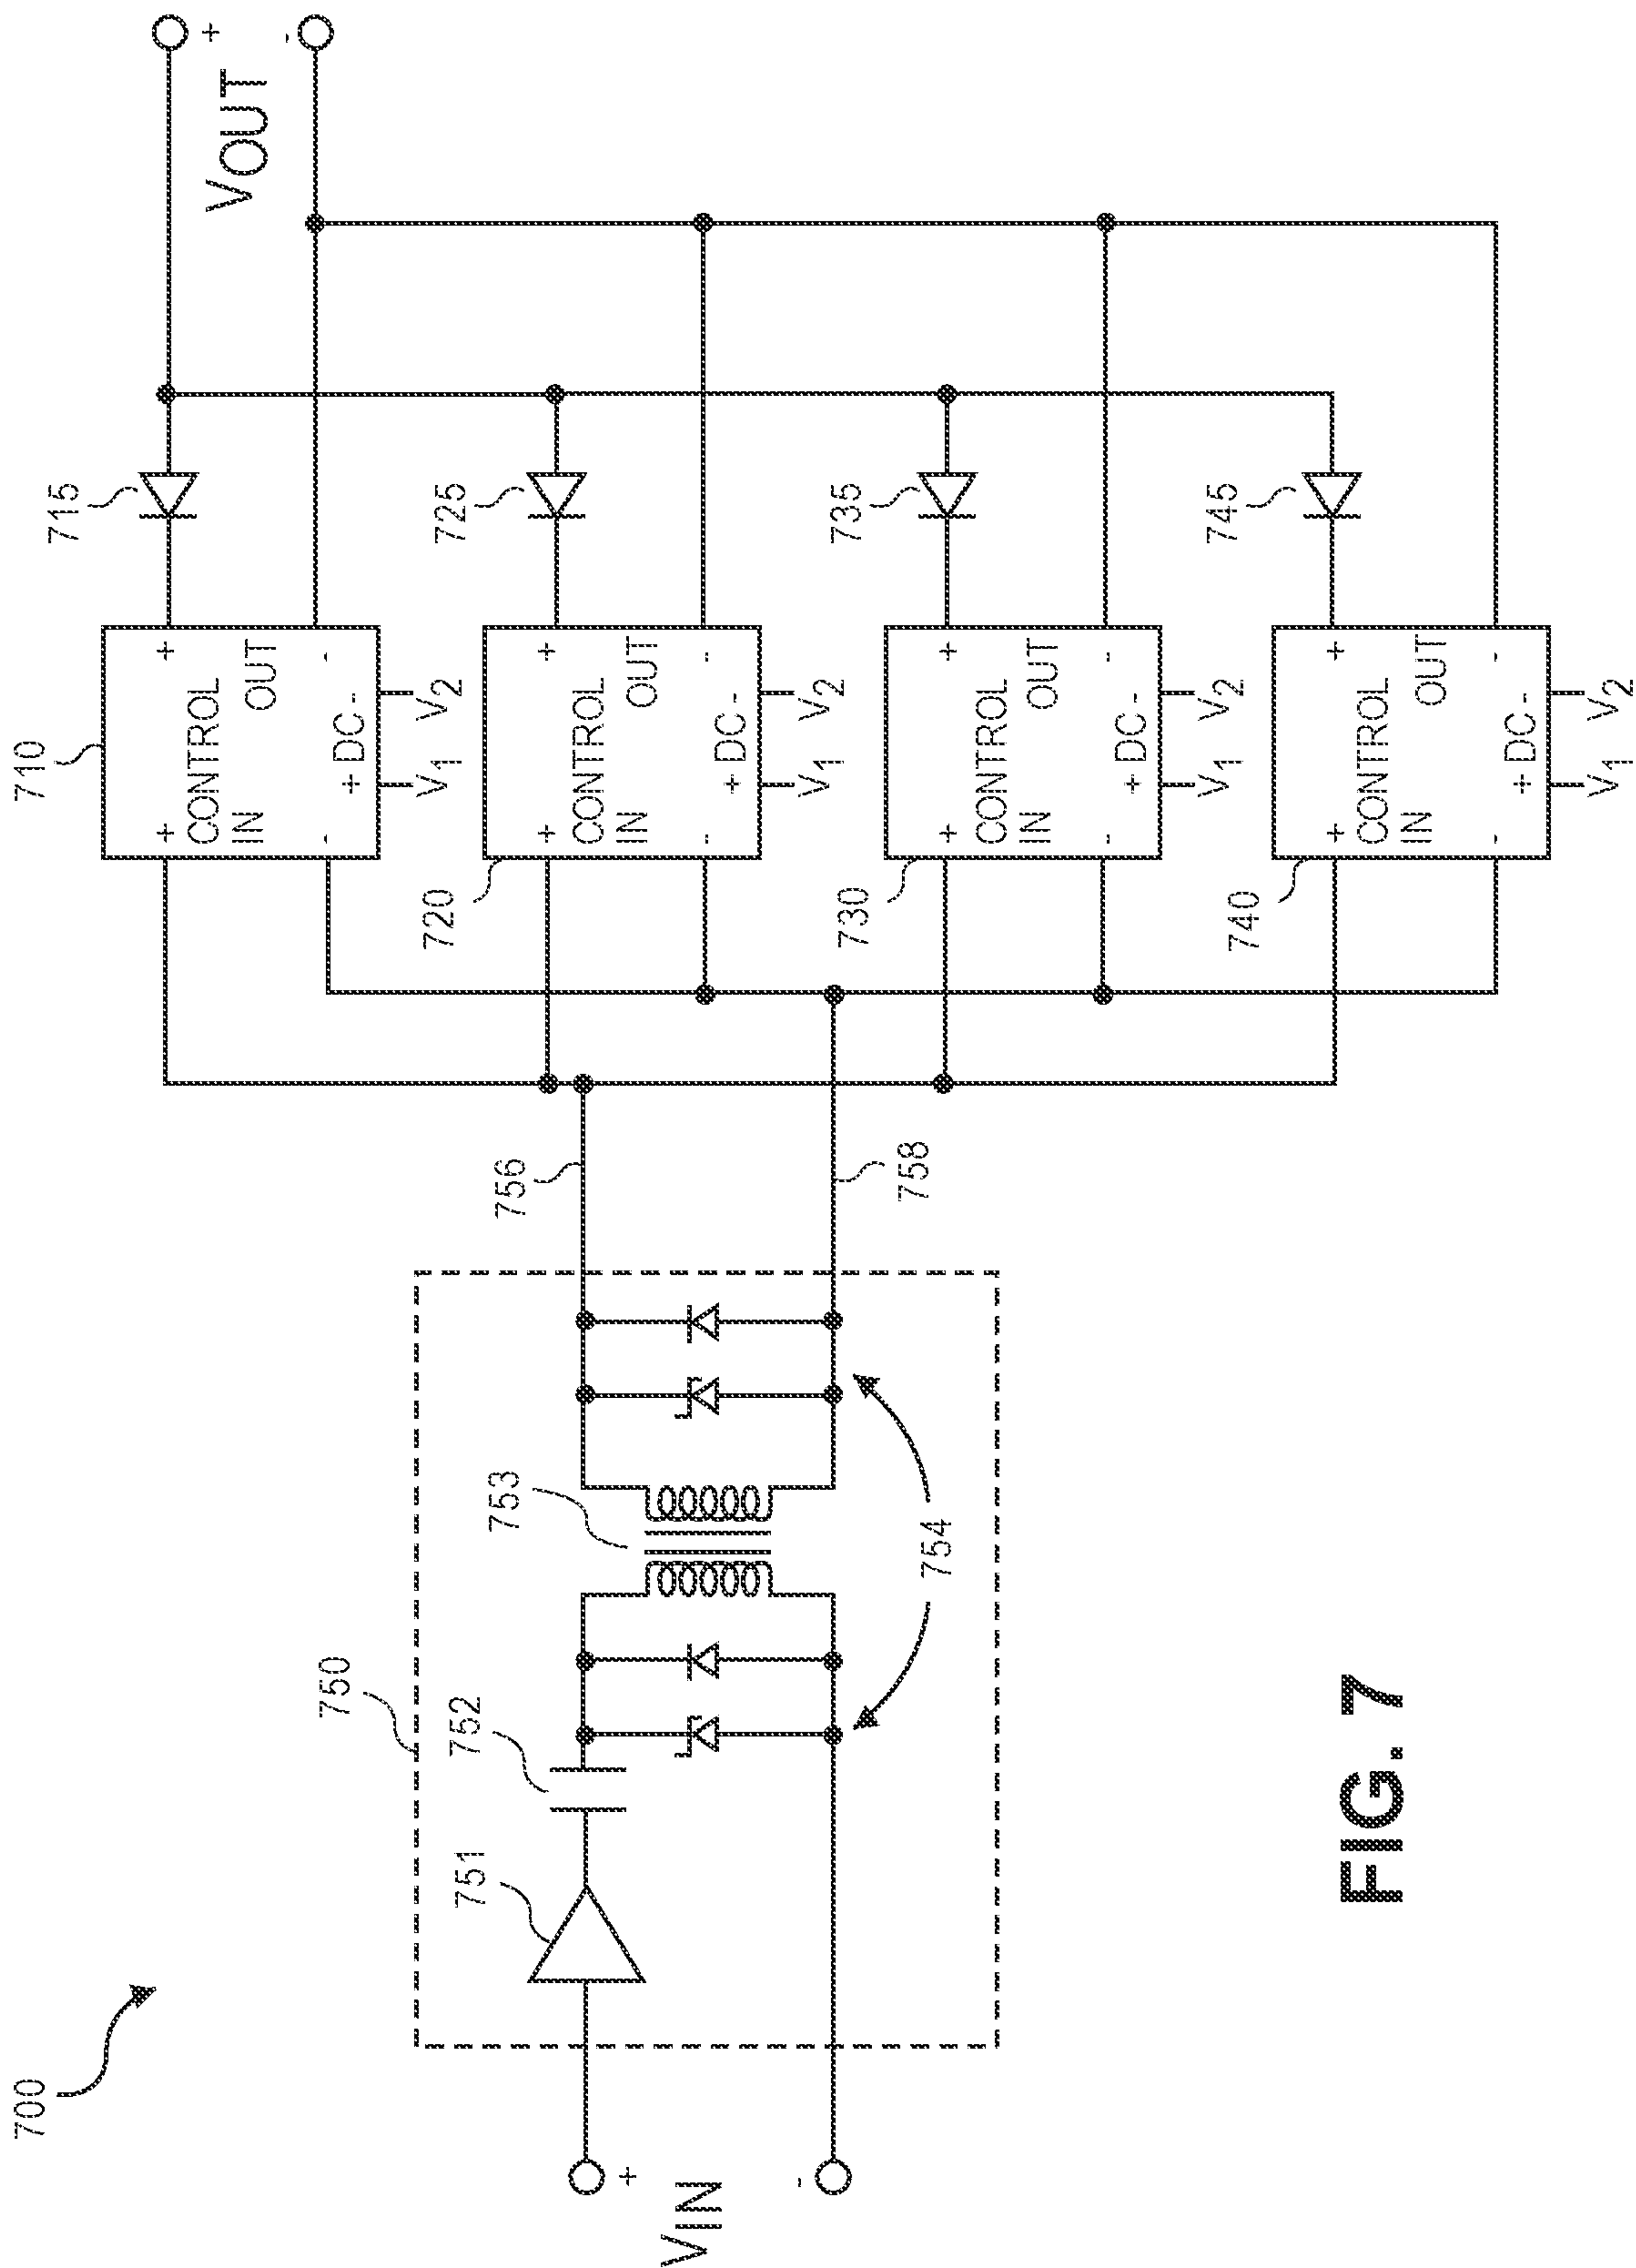 700
750
751
752
753
754
756
758
VIN
+
-
710
+
+
CONTROL
IN
OUT
-
-
+ DC -
V1
V2
715
720
+
+
CONTROL
IN
OUT
-
-
+ DC -
V1
V2
725
730
+
+
CONTROL
IN
OUT
-
-
+ DC -
V1
V2
735
740
+
+
CONTROL
IN
OUT
-
-
+ DC -
V1
V2
745
+
VOUT
-
FIG. 7